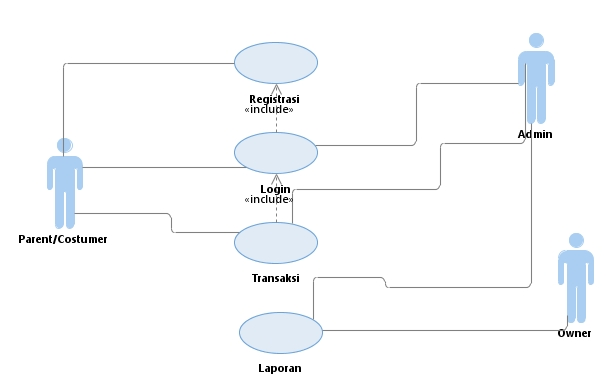 Registrasi
«include»
Admin
Login
«include»
Parent/Costumer
Transaksi
Owner
Laporan